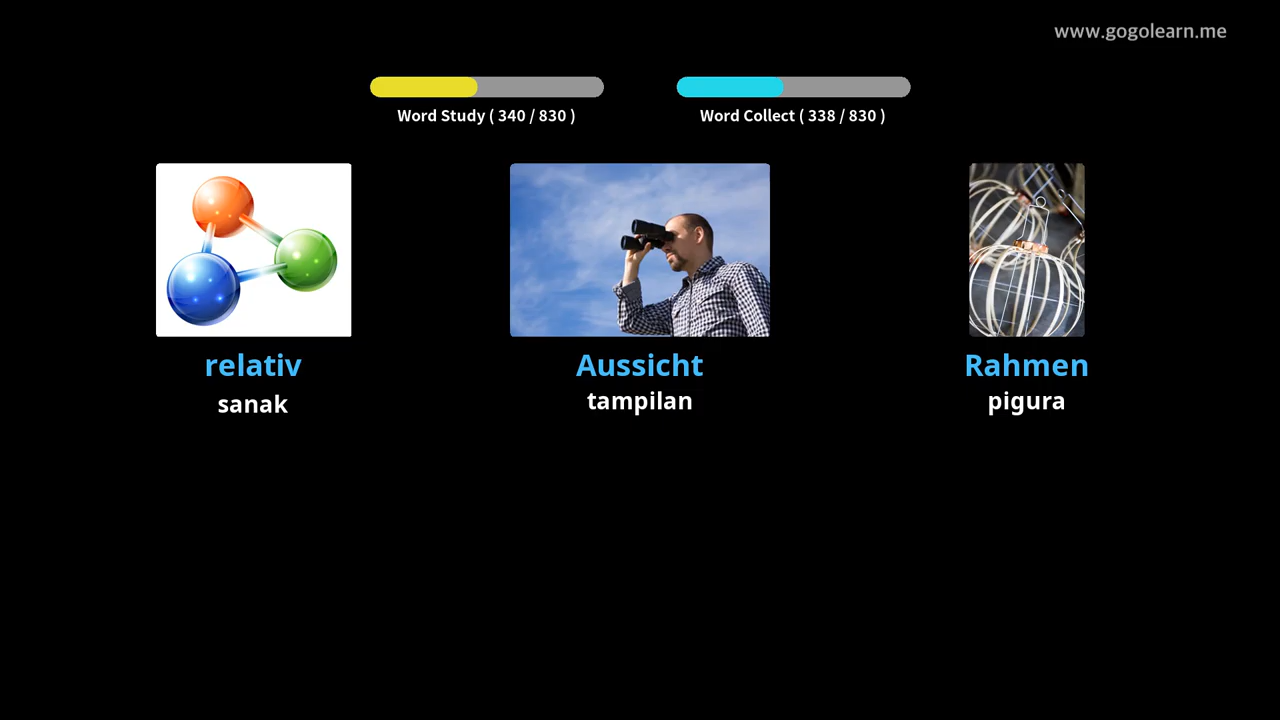 www.gogolearn.me
Word Study ( 340 / 830 )
Word Collect ( 338 / 830 )
relativ
sanak
Aussicht
tampilan
Rahmen
pigura